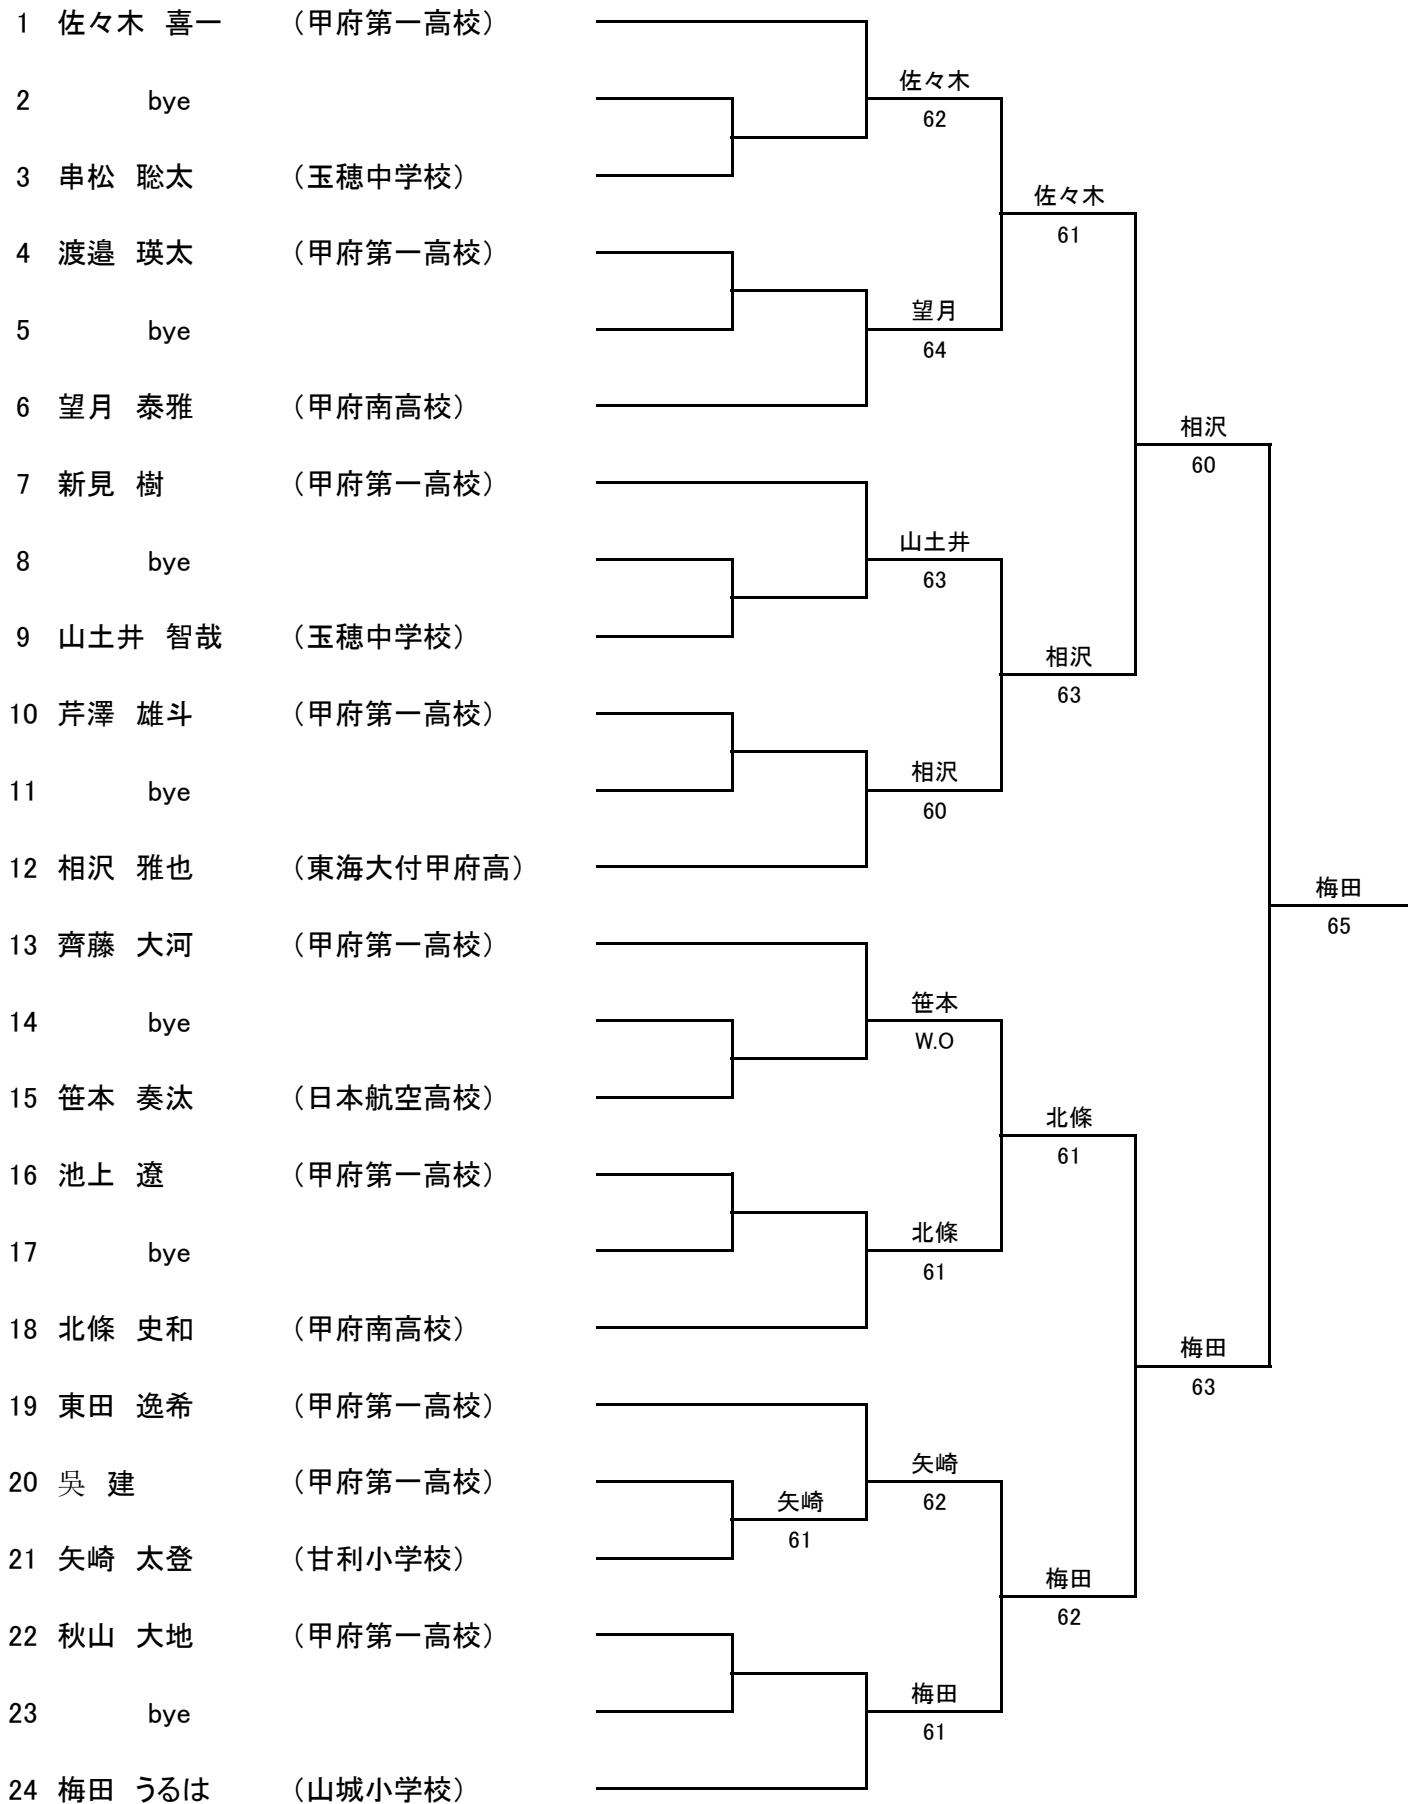 1 佐々木 喜一 （甲府第一高校）
佐々木
2 bye
62
3 串松 聡太 （玉穂中学校）
佐々木
61
4 渡邉 瑛太 （甲府第一高校）
望月
5 bye
64
6 望月 泰雅 （甲府南高校）
相沢
60
7 新見 樹 （甲府第一高校）
山土井
8 bye
63
9 山土井 智哉 （玉穂中学校）
相沢
63
10 芹澤 雄斗 （甲府第一高校）
相沢
11 bye
60
12 相沢 雅也 （東海大付甲府高）
梅田
65
13 齊藤 大河 （甲府第一高校）
笹本
14 bye
W.O
15 笹本 奏汰 （日本航空高校）
北條
61
16 池上 遼 （甲府第一高校）
北條
17 bye
61
18 北條 史和 （甲府南高校）
梅田
63
19 東田 逸希 （甲府第一高校）
矢崎
20 吳 建 （甲府第一高校）
矢崎
62
61
21 矢崎 太登 （甘利小学校）
梅田
62
22 秋山 大地 （甲府第一高校）
梅田
23 bye
61
24 梅田 うるは （山城小学校）